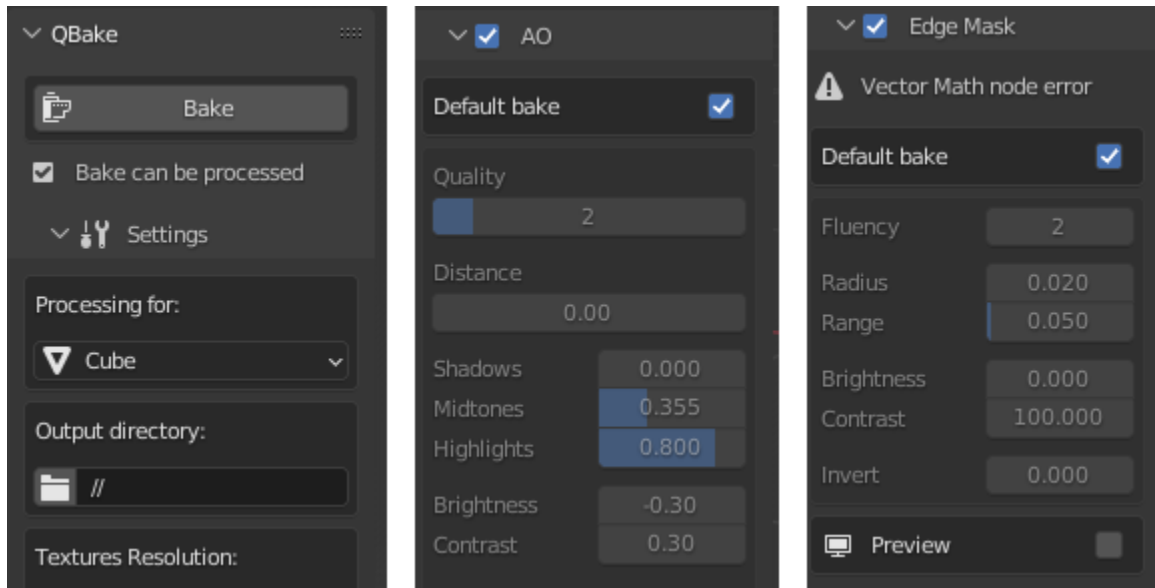 QBake
Bake
Bake can be processed
Settings
Processing for:
Cube
Output directory:
//
Textures Resolution:
AO
Default bake
Quality
2
Distance
0.00
Shadows 0.000
Midtones 0.355
Highlights 0.800
Brightness -0.30
Contrast 0.30
Edge Mask
Vector Math node error
Default bake
Fluency 2
Radius 0.020
Range 0.050
Brightness 0.000
Contrast 100.000
Invert 0.000
Preview